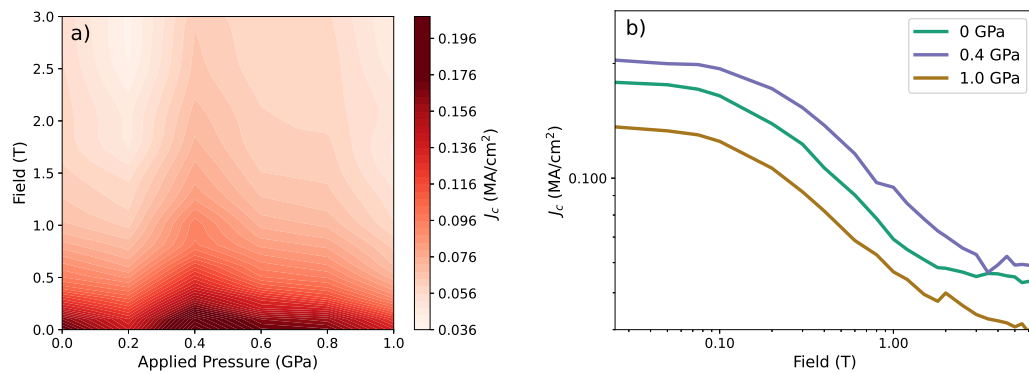 a)
3.0
2.5
2.0
1.5
1.0
0.5
0.0
Field (T)
0.0 0.2 0.4 0.6 0.8 1.0
Applied Pressure (GPa)
0.196
0.176
0.156
0.136
0.116
0.096
0.076
0.056
0.036
J_c (MA/cm²)
b)
0 GPa
0.4 GPa
1.0 GPa
0.100
J_c (MA/cm²)
0.10 1.00
Field (T)